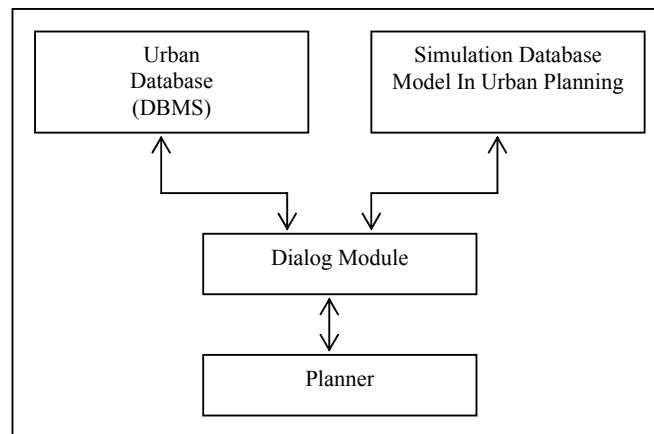 Urban
Database
(DBMS)
Simulation Database
Model In Urban Planning
Dialog Module
Planner